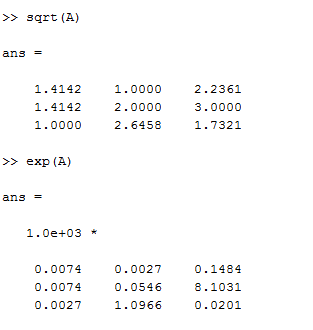 >> sqrt(A)
ans =
1.4142 1.0000 2.2361
1.4142 2.0000 3.0000
1.0000 2.6458 1.7321
>> exp(A)
ans =
1.0e+03 *
0.0074 0.0027 0.1484
0.0074 0.0546 8.1031
0.0027 1.0966 0.0201